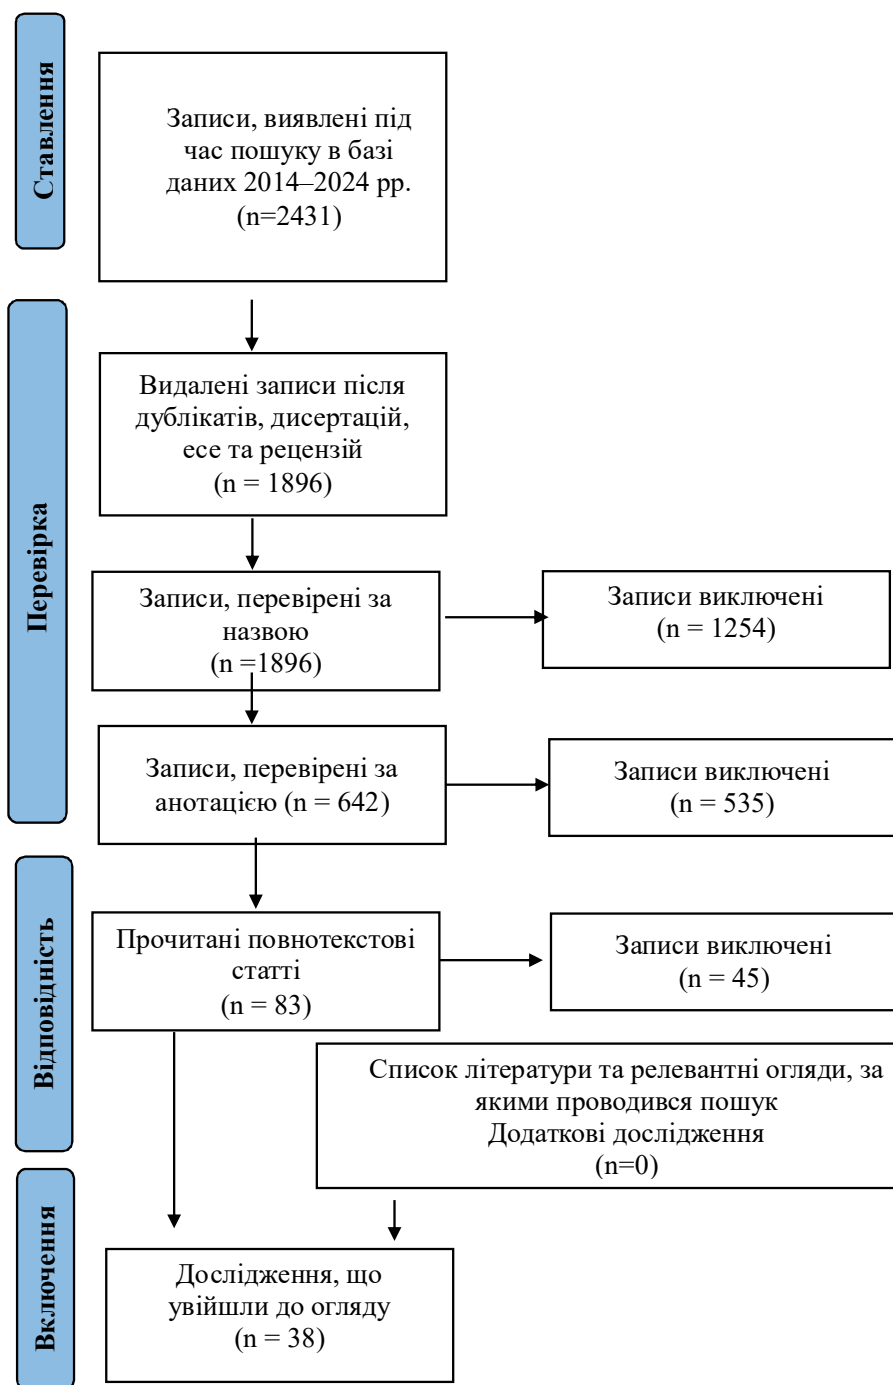 Ставлення
Записи, виявлені під
час пошуку в базі
даних 2014–2024 рр.
(n=2431)
Перевірка
Видалені записи після
дублікатів, дисертацій,
есе та рецензій
(n = 1896)
Записи, перевірені за
назвою
(n =1896)
Записи виключені
(n = 1254)
Записи, перевірені за
анотацією (n = 642)
Записи виключені
(n = 535)
Відповідність
Прочитані повнотекстові
статті
(n = 83)
Записи виключені
(n = 45)
Список літератури та релевантні огляди, за
якими проводився пошук
Додаткові дослідження
(n=0)
Включення
Дослідження, що
увійшли до огляду
(n = 38)